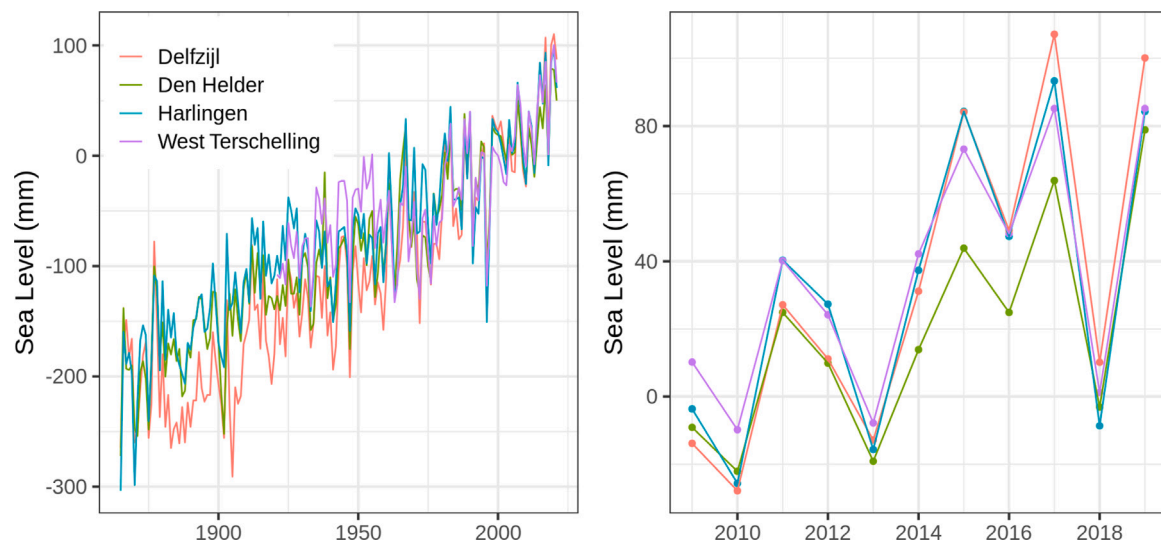 Sea Level (mm)
100
0
-100
-200
-300
Delfzijl
Den Helder
Harlingen
West Terschelling
1900
1950
2000
Sea Level (mm)
80
40
0
2010
2012
2014
2016
2018